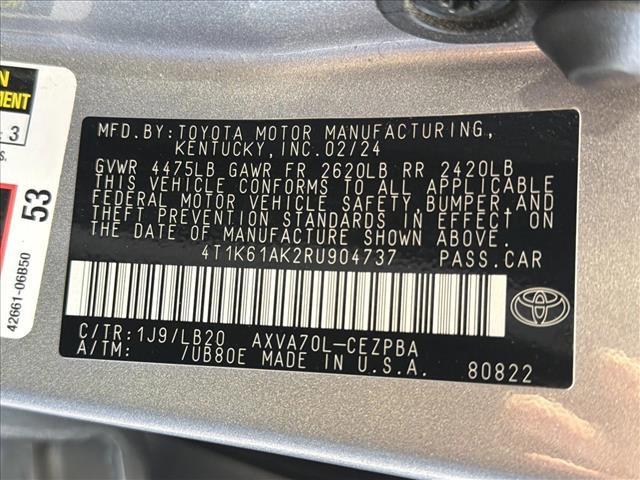 N
EMENT
: 3
s.
53
42661-06B50
MFD.BY:TOYOTA MOTOR MANUFACTURING,
KENTUCKY,INC.02/24
GVWR 4475LB GAWR FR 2620LB RR 2420LB
THIS VEHICLE CONFORMS TO ALL APPLICABLE
FEDERAL MOTOR VEHICLE SAFETY,BUMPER,AND
THEFT PREVENTION STANDARDS IN EFFECT ON
THE DATE OF MANUFACTURE SHOWN ABOVE.
4T1K61AK2RU904737 PASS.CAR
C/TR:1J9/LB20 AXVA70L-CEZPBA
A/TM: /UB80E MADE IN U.S.A. 80822